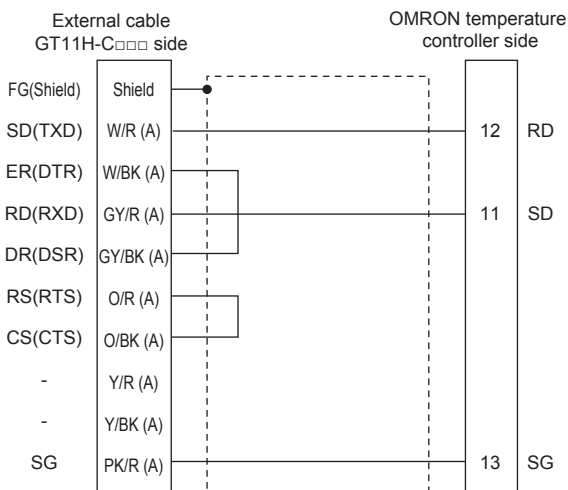 External cable
GT11H-C□□□ side
OMRON temperature
controller side
FG(Shield) Shield
SD(TXD) W/R (A) 12 RD
ER(DTR) W/BK (A)
RD(RXD) GY/R (A) 11 SD
DR(DSR) GY/BK (A)
RS(RTS) O/R (A)
CS(CTS) O/BK (A)
- Y/R (A)
- Y/BK (A)
SG PK/R (A) 13 SG